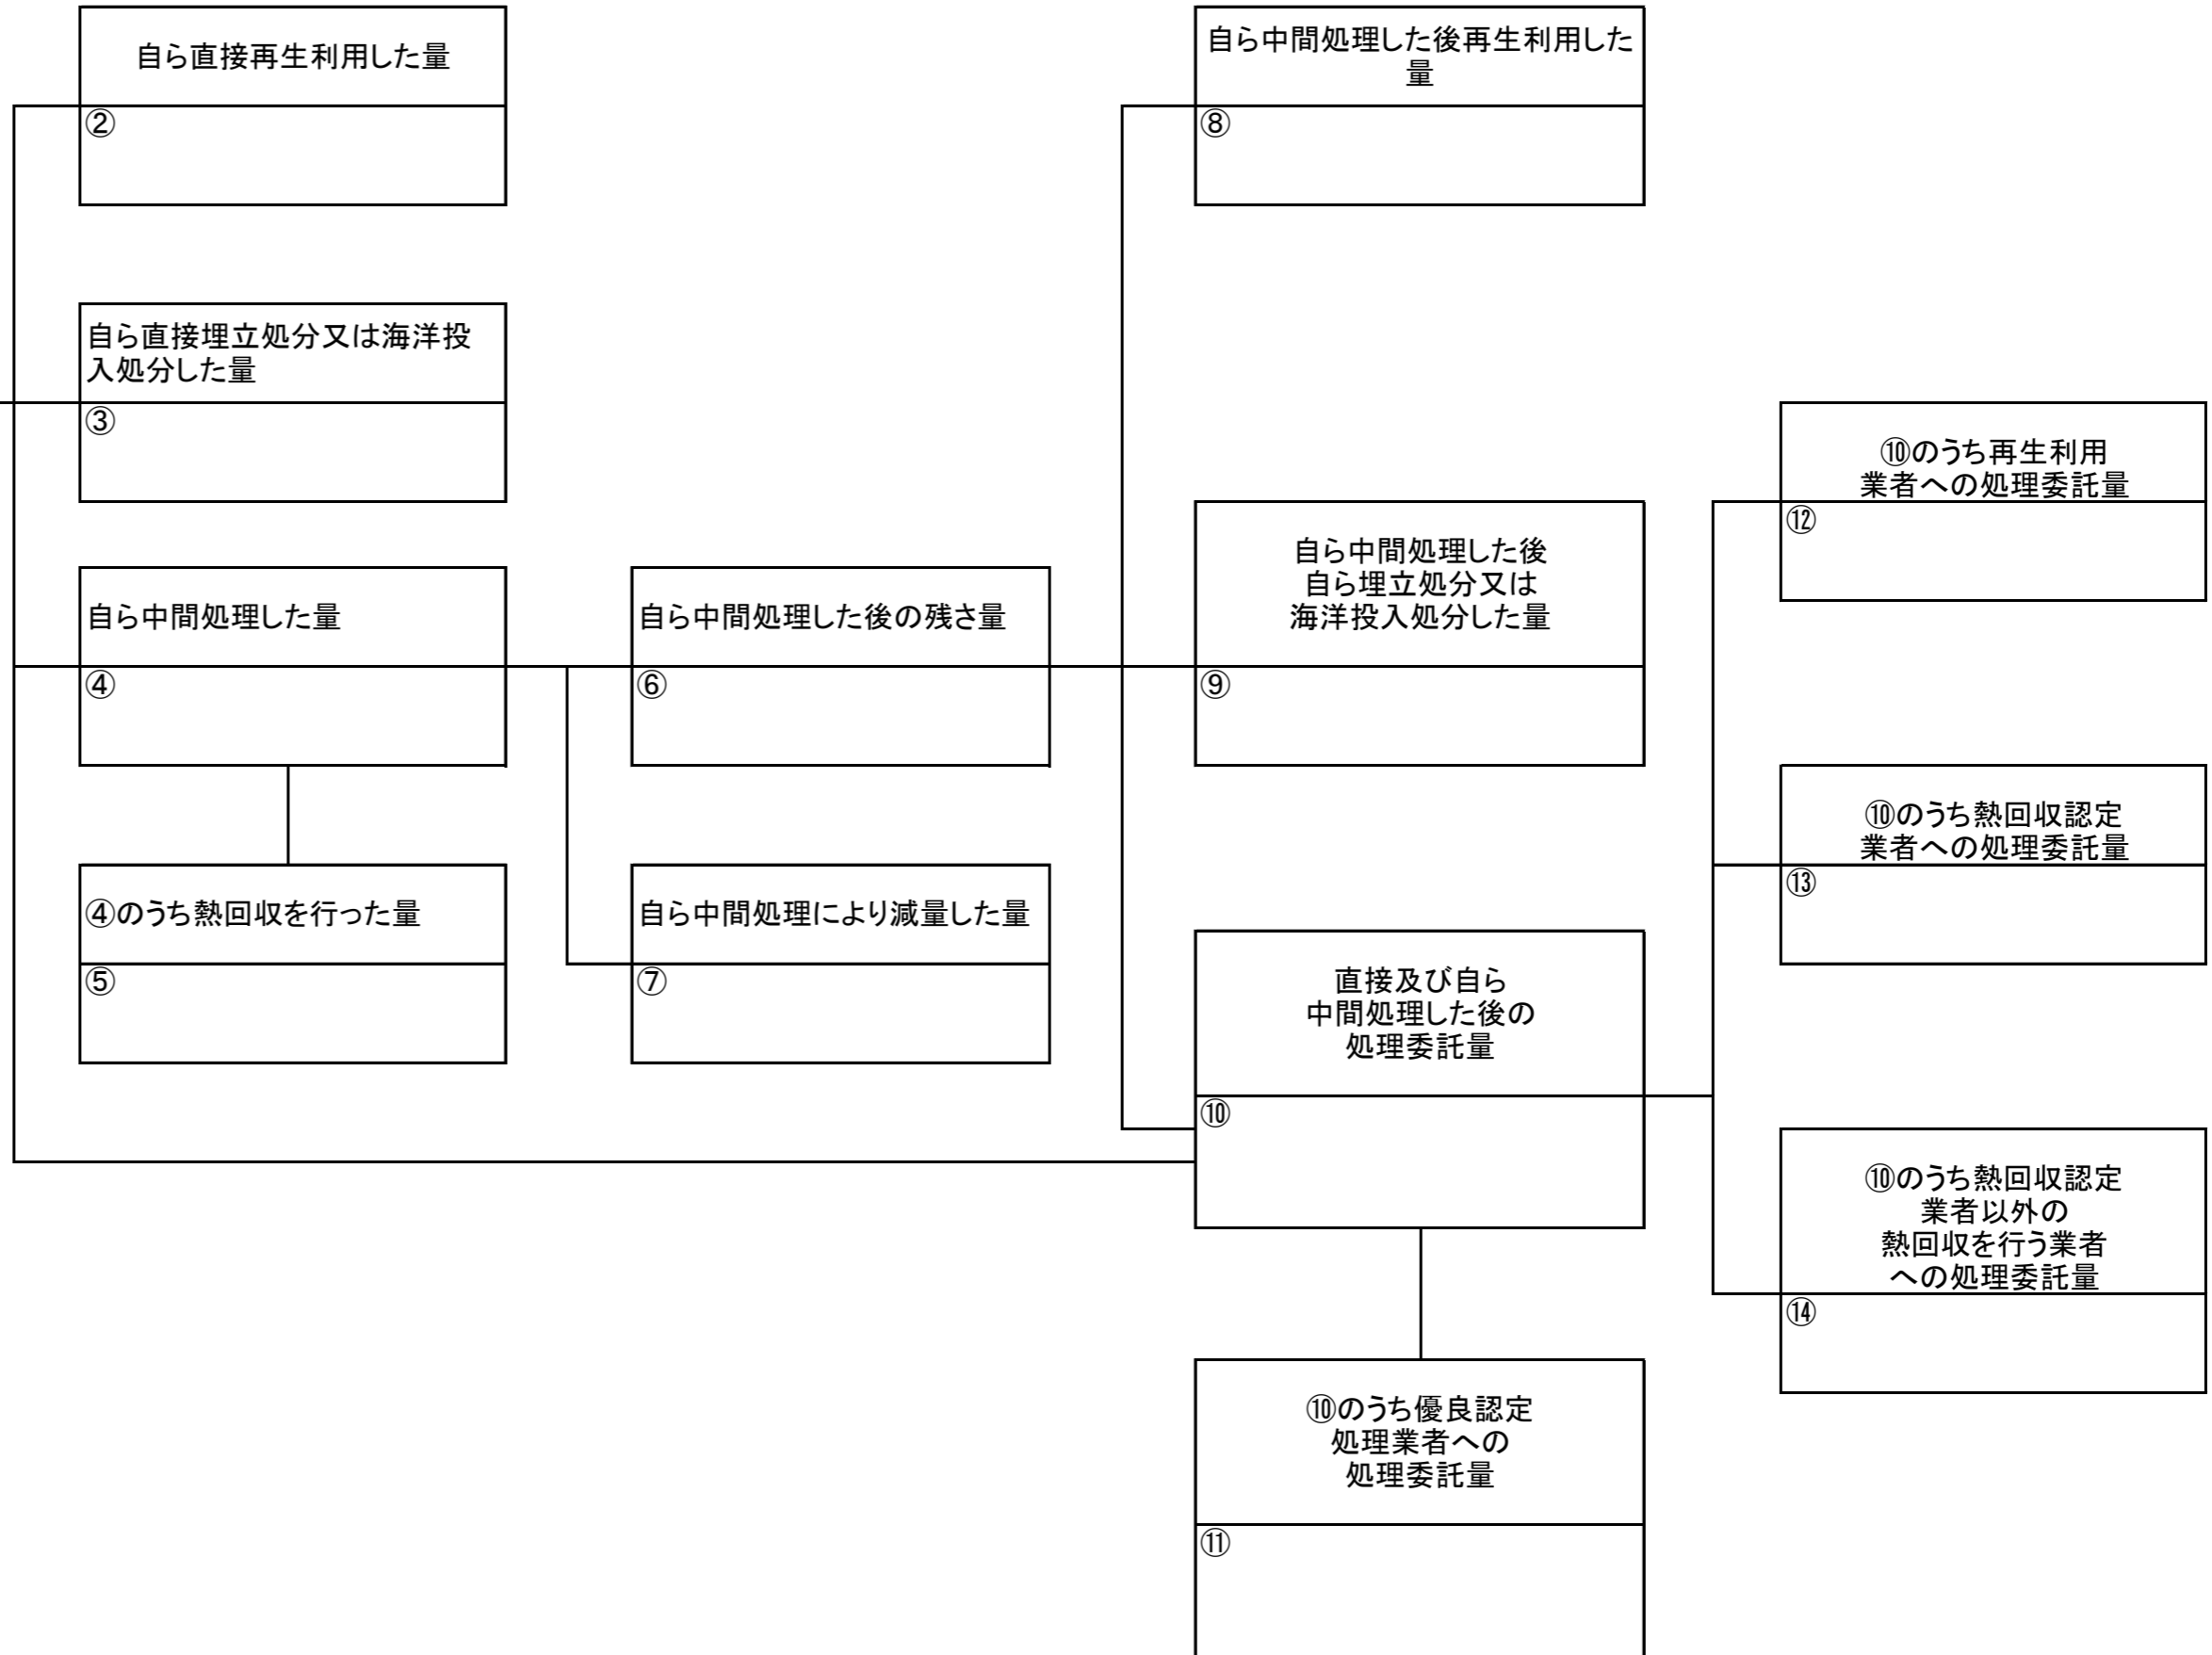 自ら直接再生利用した量
②
自ら直接埋立処分又は海洋投
入処分した量
③
自ら中間処理した量
④
④のうち熱回収を行った量
⑤
自ら中間処理した後の残さ量
⑥
自ら中間処理により減量した量
⑦
自ら中間処理した後再生利用した
量
⑧
自ら中間処理した後
自ら埋立処分又は
海洋投入処分した量
⑨
直接及び自ら
中間処理した後の
処理委託量
⑩
⑩のうち優良認定
処理業者への
処理委託量
⑪
⑩のうち再生利用
業者への処理委託量
⑫
⑩のうち熱回収認定
業者への処理委託量
⑬
⑩のうち熱回収認定
業者以外の
熱回収を行う業者
への処理委託量
⑭